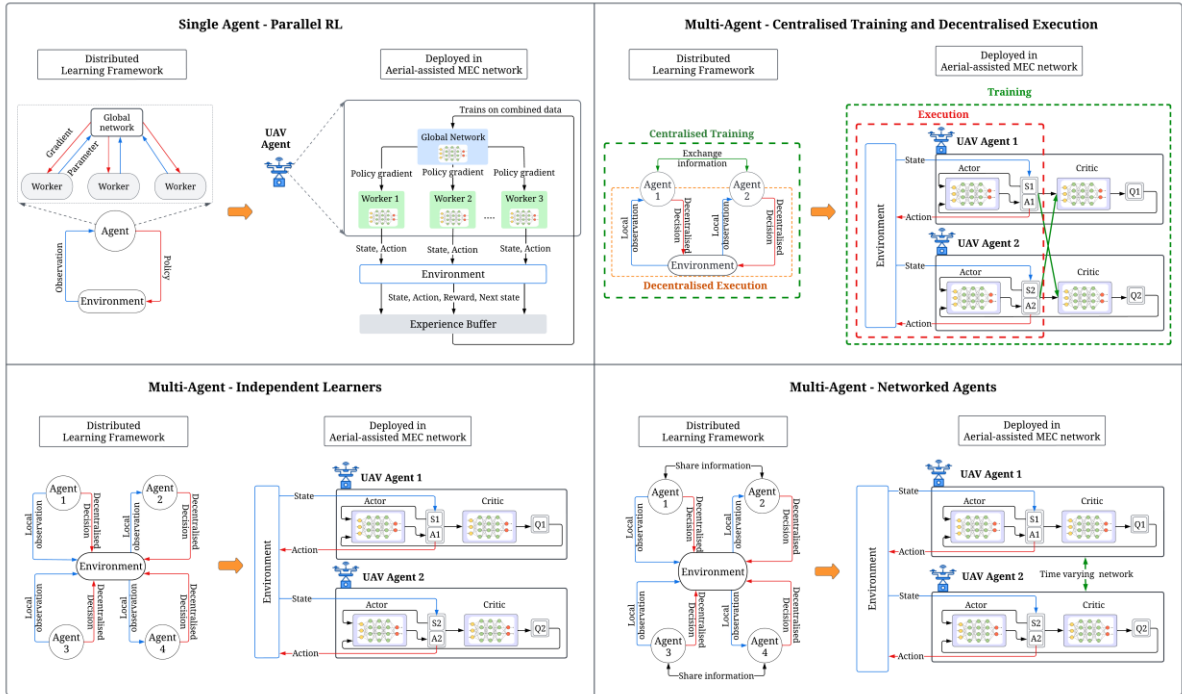 Single Agent - Parallel RL
Distributed
Learning Framework
Deployed in
Aerial-assisted MEC network
Global
network
Gradient
Parameter
Worker
Worker
Worker
Agent
Observation
Policy
Environment
UAV
Agent
Trains on combined data
Global Network
Policy gradient
Policy gradient
Policy gradient
Worker 1
Worker 2
....
Worker 3
State, Action
State, Action
State, Action
Environment
State, Action, Reward, Next state
Experience Buffer
Multi-Agent - Centralised Training and Decentralised Execution
Distributed
Learning Framework
Deployed in
Aerial-assisted MEC network
Centralised Training
Exchange
information
Agent
1
Agent
2
Local
observation
Decentralised
Decision
Local
observation
Decentralised
Decision
Environment
Decentralised Execution
Training
Execution
UAV Agent 1
Environment
State
Actor
S1
A1
Critic
Q1
Action
UAV Agent 2
State
Actor
S2
A2
Critic
Q2
Action
Multi-Agent - Independent Learners
Distributed
Learning Framework
Deployed in
Aerial-assisted MEC network
Agent
1
Agent
2
Local
observation
Decentralised
Decision
Local
observation
Decentralised
Decision
Environment
Local
observation
Decentralised
Decision
Local
observation
Decentralised
Decision
Agent
3
Agent
4
UAV Agent 1
Environment
State
Actor
S1
A1
Critic
Q1
Action
UAV Agent 2
State
Actor
S2
A2
Critic
Q2
Action
Multi-Agent - Networked Agents
Distributed
Learning Framework
Deployed in
Aerial-assisted MEC network
Share information
Agent
1
Agent
2
Local
observation
Decentralised
Decision
Local
observation
Decentralised
Decision
Environment
Local
observation
Decentralised
Decision
Local
observation
Decentralised
Decision
Agent
3
Agent
4
Share information
UAV Agent 1
Environment
State
Actor
S1
A1
Critic
Q1
Action
Time varying network
UAV Agent 2
State
Actor
S2
A2
Critic
Q2
Action